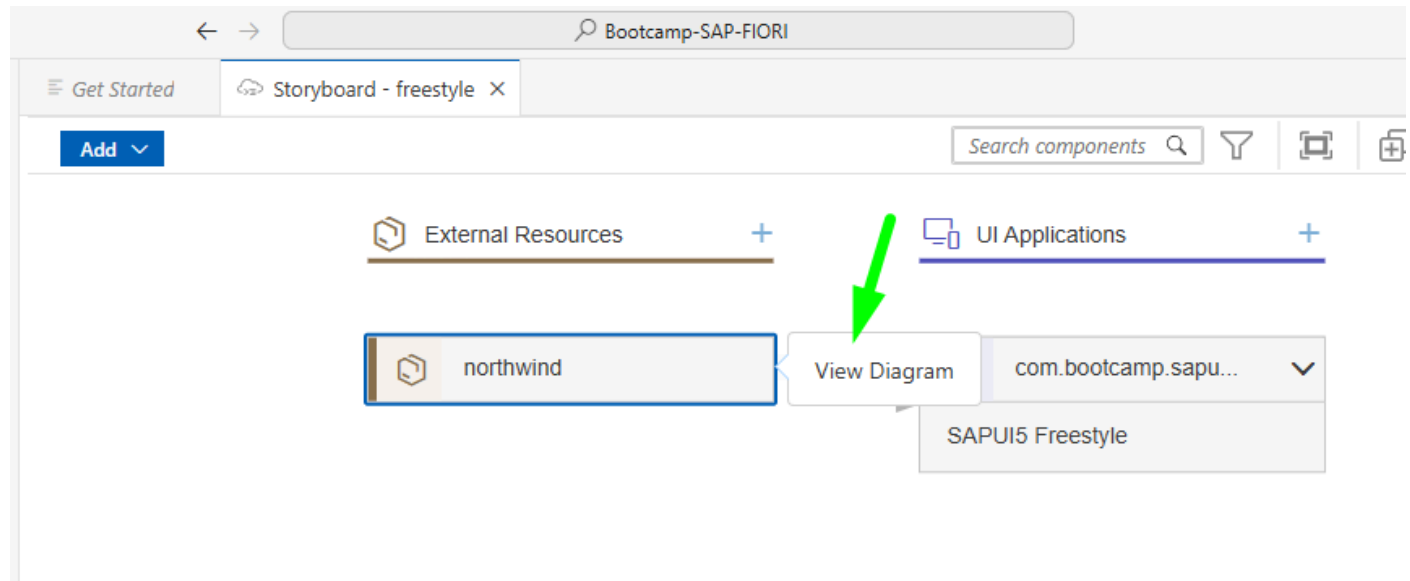 Bootcamp-SAP-FIORI
Get Started
Storyboard - freestyle
Add
Search components
External Resources
UI Applications
northwind
View Diagram
com.bootcamp.sapu...
SAPUI5 Freestyle